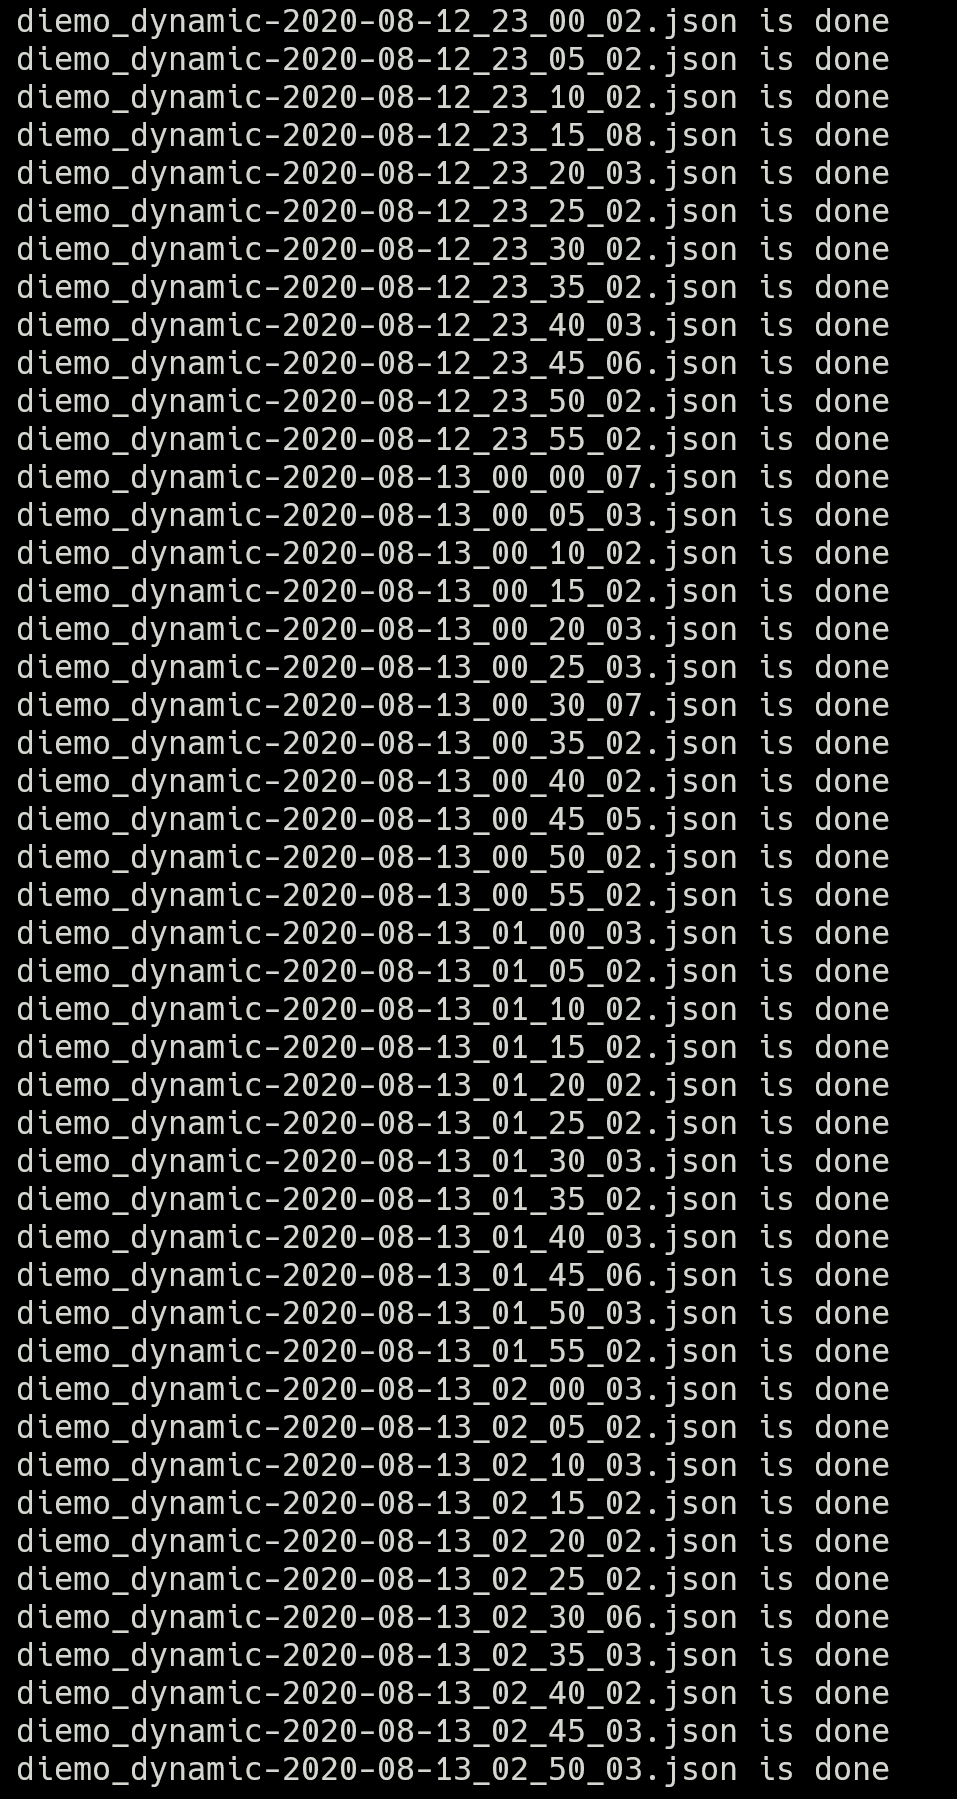 diemo_dynamic-2020-08-12_23_00_02.json is done
diemo_dynamic-2020-08-12_23_05_02.json is done
diemo_dynamic-2020-08-12_23_10_02.json is done
diemo_dynamic-2020-08-12_23_15_08.json is done
diemo_dynamic-2020-08-12_23_20_03.json is done
diemo_dynamic-2020-08-12_23_25_02.json is done
diemo_dynamic-2020-08-12_23_30_02.json is done
diemo_dynamic-2020-08-12_23_35_02.json is done
diemo_dynamic-2020-08-12_23_40_03.json is done
diemo_dynamic-2020-08-12_23_45_06.json is done
diemo_dynamic-2020-08-12_23_50_02.json is done
diemo_dynamic-2020-08-12_23_55_02.json is done
diemo_dynamic-2020-08-13_00_00_07.json is done
diemo_dynamic-2020-08-13_00_05_03.json is done
diemo_dynamic-2020-08-13_00_10_02.json is done
diemo_dynamic-2020-08-13_00_15_02.json is done
diemo_dynamic-2020-08-13_00_20_03.json is done
diemo_dynamic-2020-08-13_00_25_03.json is done
diemo_dynamic-2020-08-13_00_30_07.json is done
diemo_dynamic-2020-08-13_00_35_02.json is done
diemo_dynamic-2020-08-13_00_40_02.json is done
diemo_dynamic-2020-08-13_00_45_05.json is done
diemo_dynamic-2020-08-13_00_50_02.json is done
diemo_dynamic-2020-08-13_00_55_02.json is done
diemo_dynamic-2020-08-13_01_00_03.json is done
diemo_dynamic-2020-08-13_01_05_02.json is done
diemo_dynamic-2020-08-13_01_10_02.json is done
diemo_dynamic-2020-08-13_01_15_02.json is done
diemo_dynamic-2020-08-13_01_20_02.json is done
diemo_dynamic-2020-08-13_01_25_02.json is done
diemo_dynamic-2020-08-13_01_30_03.json is done
diemo_dynamic-2020-08-13_01_35_02.json is done
diemo_dynamic-2020-08-13_01_40_03.json is done
diemo_dynamic-2020-08-13_01_45_06.json is done
diemo_dynamic-2020-08-13_01_50_03.json is done
diemo_dynamic-2020-08-13_01_55_02.json is done
diemo_dynamic-2020-08-13_02_00_03.json is done
diemo_dynamic-2020-08-13_02_05_02.json is done
diemo_dynamic-2020-08-13_02_10_03.json is done
diemo_dynamic-2020-08-13_02_15_02.json is done
diemo_dynamic-2020-08-13_02_20_02.json is done
diemo_dynamic-2020-08-13_02_25_02.json is done
diemo_dynamic-2020-08-13_02_30_06.json is done
diemo_dynamic-2020-08-13_02_35_03.json is done
diemo_dynamic-2020-08-13_02_40_02.json is done
diemo_dynamic-2020-08-13_02_45_03.json is done
diemo_dynamic-2020-08-13_02_50_03.json is done